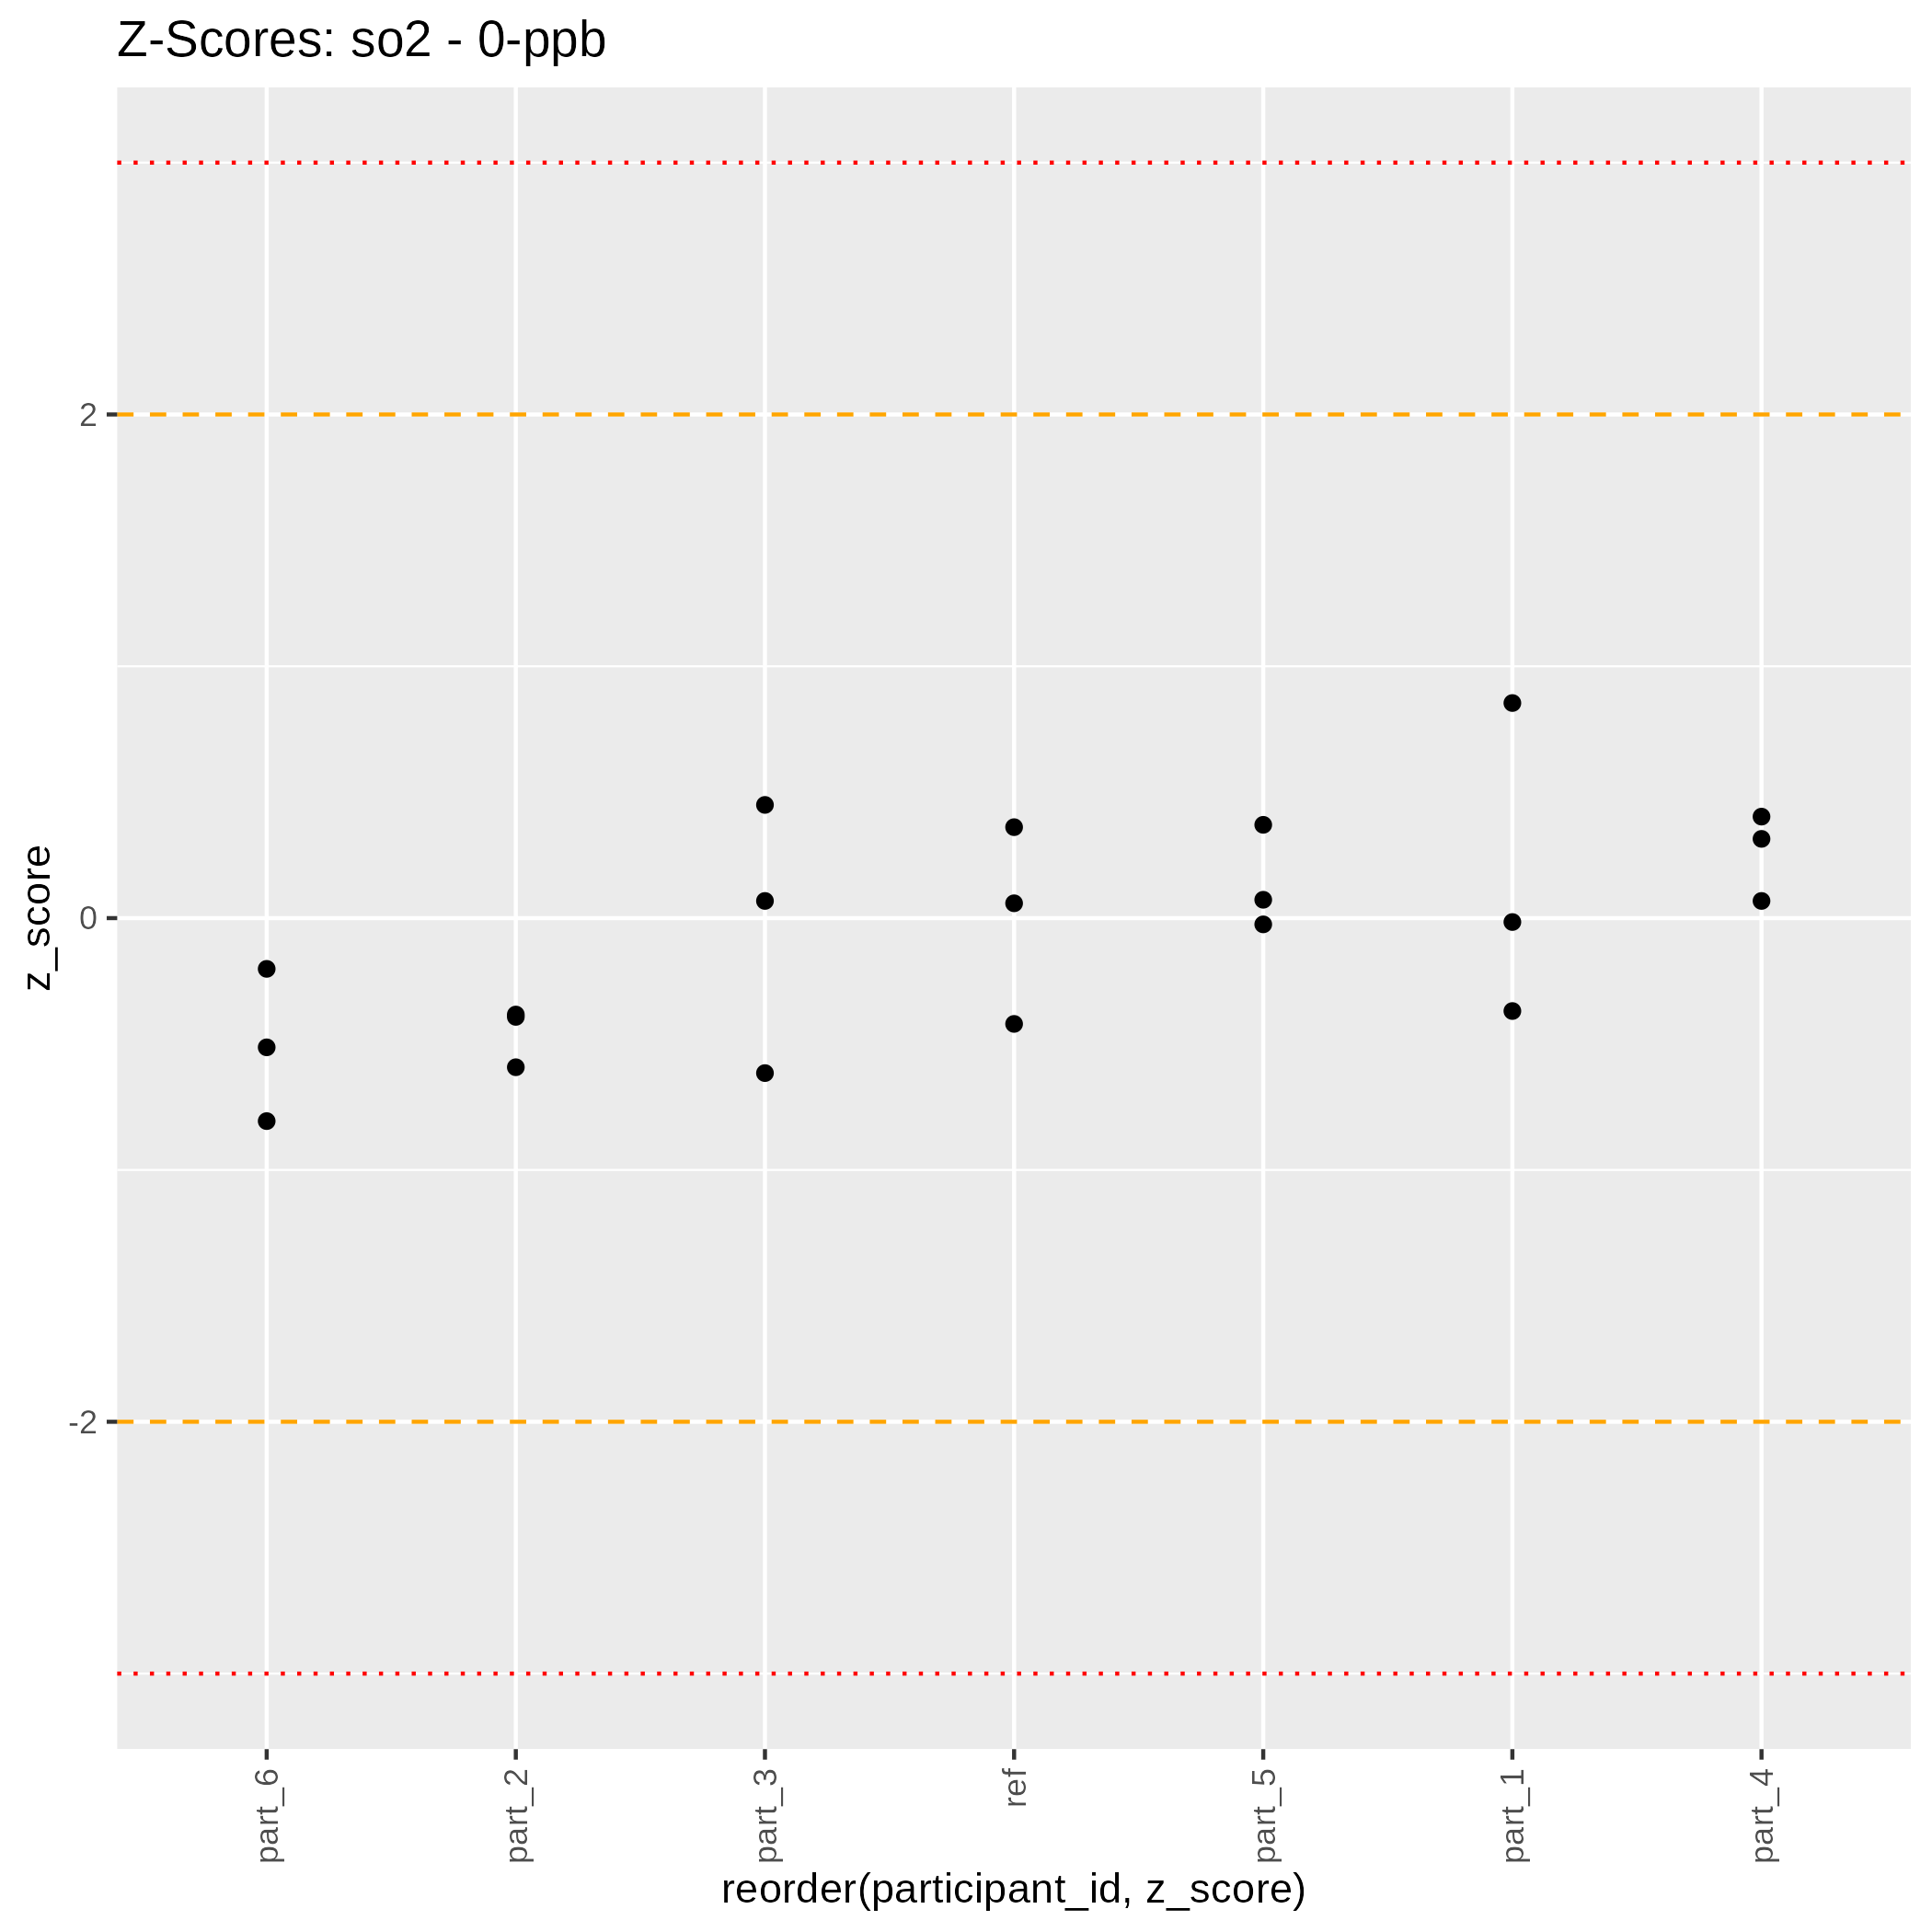 Z-Scores: so2 - 0-ppb
z_score
2
0
-2
part_6
part_2
part_3
ref
part_5
part_1
part_4
reorder(participant_id, z_score)